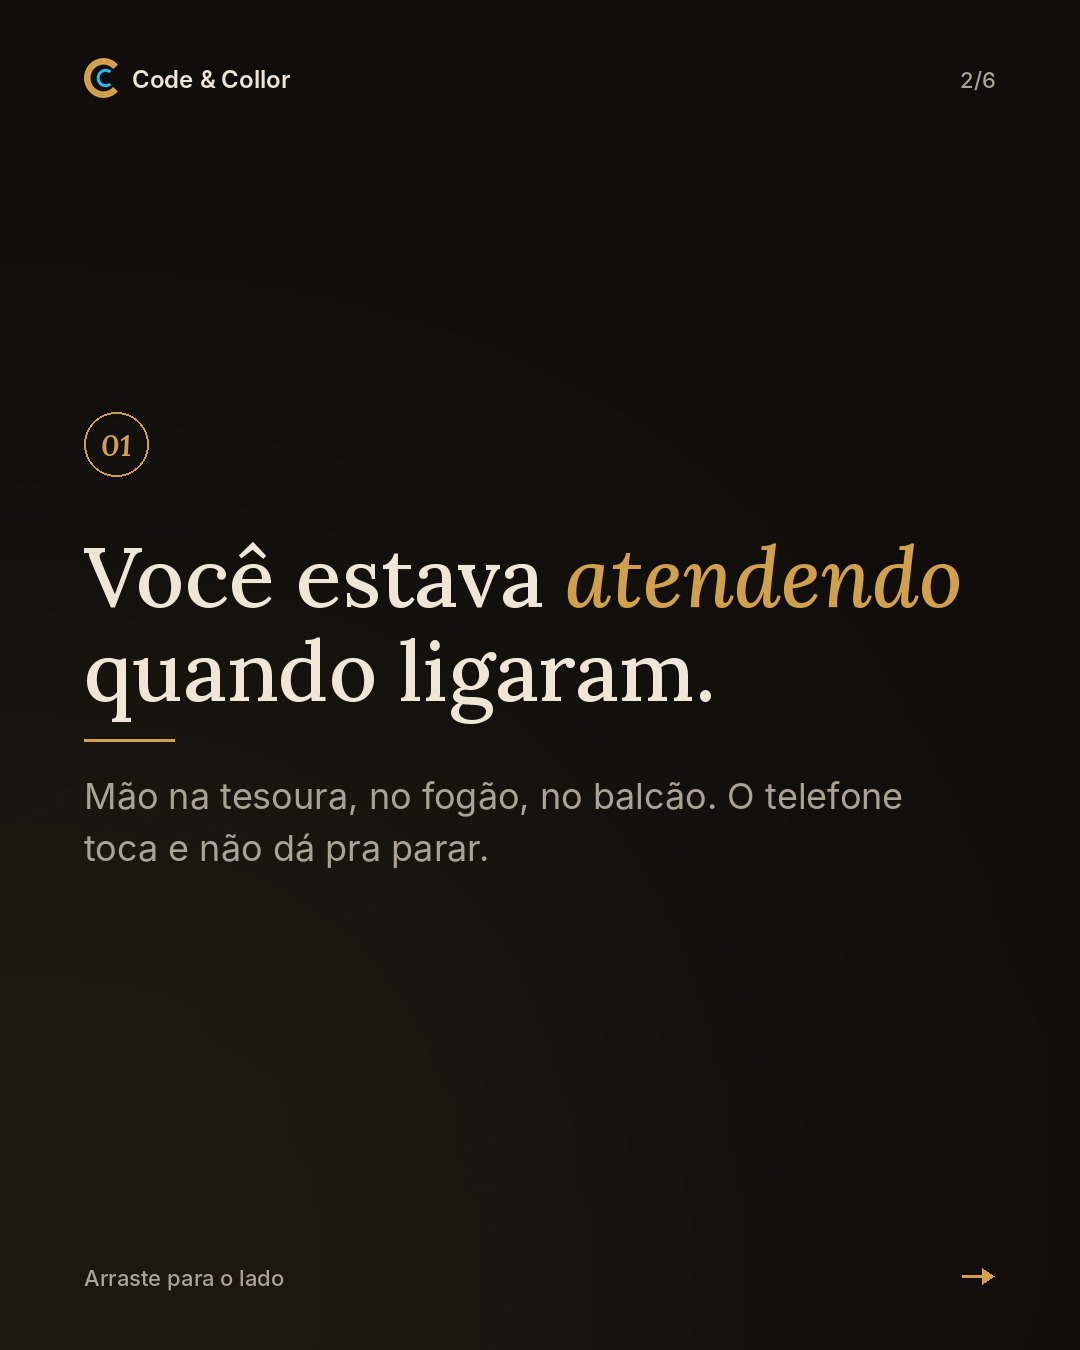 Code & Collor
2/6
01
Você estava atendendo
quando ligaram.
Mão na tesoura, no fogão, no balcão. O telefone
toca e não dá pra parar.
Arraste para o lado